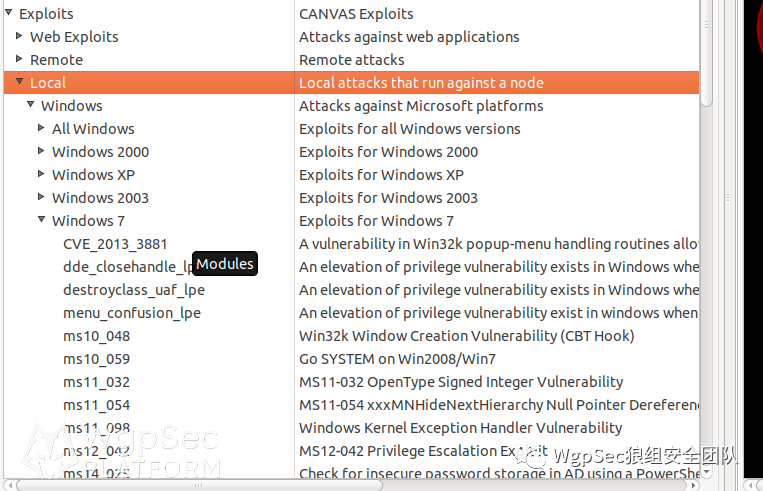 Exploits CANVAS Exploits
Web Exploits Attacks against web applications
Remote Remote attacks
Local Local attacks that run against a node
Windows Attacks against Microsoft platforms
All Windows Exploits for all Windows versions
Windows 2000 Exploits for Windows 2000
Windows XP Exploits for Windows XP
Windows 2003 Exploits for Windows 2003
Windows 7 Exploits for Windows 7
CVE_2013_3881 A vulnerability in Win32k popup-menu handling routines allo
dde_closehandle_lp Modules An elevation of privilege vulnerability exists in Windows whe
destroyclass_uaf_lpe An elevation of privilege vulnerability exists in Windows whe
menu_confusion_lpe An elevation of privilege vulnerability exist in windows when
ms10_048 Win32k Window Creation Vulnerability (CBT Hook)
ms10_059 Go SYSTEM on Win2008/Win7
ms11_032 MS11-032 OpenType Signed Integer Vulnerability
ms11_054 MS11-054 xxxMNHideNextHierarchy Null Pointer Dereferen
ms11_098 Windows Kernel Exception Handler Vulnerability
ms12_042 MS12-042 Privilege Escalation Exploit
ms14_025 Check for insecure password storage in AD using a PowerShe
WgpSec PLATFORM
WgpSec狼组安全团队